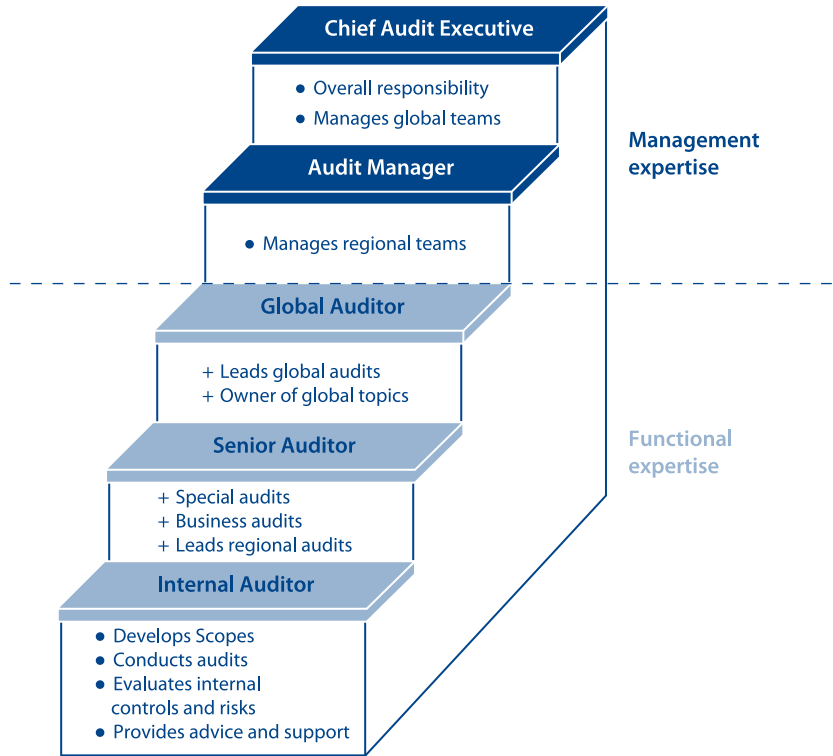 Chief Audit Executive
● Overall responsibility
● Manages global teams
Management
expertise
Audit Manager
● Manages regional teams
Global Auditor
+ Leads global audits
+ Owner of global topics
Functional
expertise
Senior Auditor
+ Special audits
+ Business audits
+ Leads regional audits
Internal Auditor
● Develops Scopes
● Conducts audits
● Evaluates internal
controls and risks
● Provides advice and support